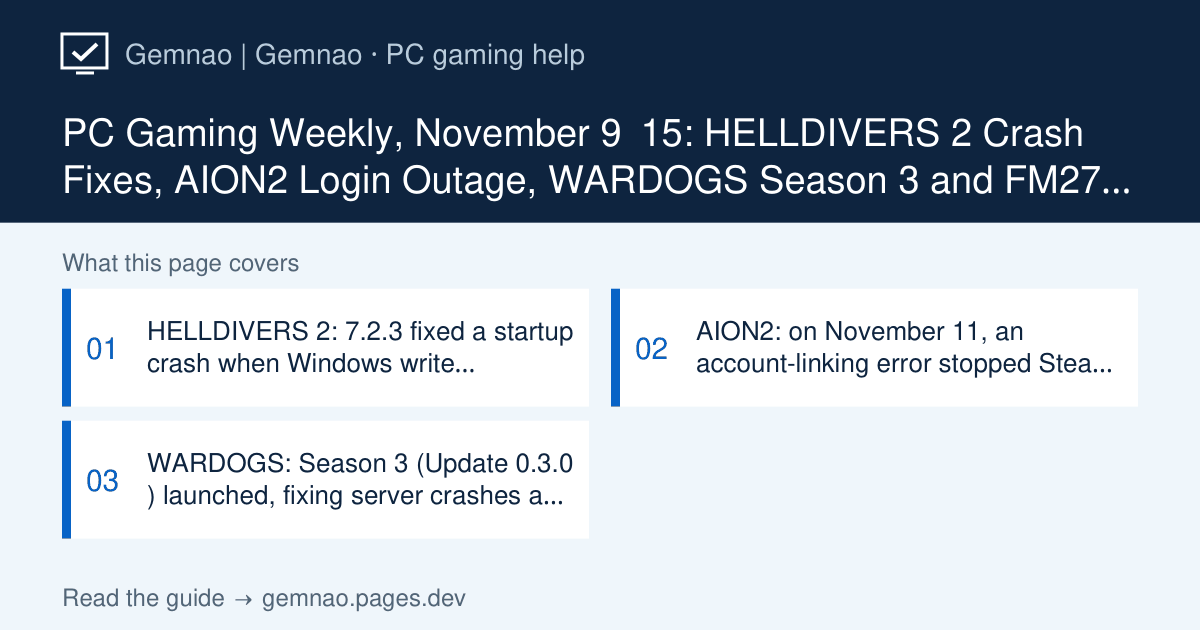 Gemnao | Gemnao · PC gaming help
PC Gaming Weekly, November 9  15: HELLDIVERS 2 Crash
Fixes, AION2 Login Outage, WARDOGS Season 3 and FM27...
What this page covers
01
HELLDIVERS 2: 7.2.3 fixed a startup
crash when Windows write...
02
AION2: on November 11, an
account-linking error stopped Stea...
03
WARDOGS: Season 3 (Update 0.3.0
) launched, fixing server crashes a...
Read the guide → gemnao.pages.dev